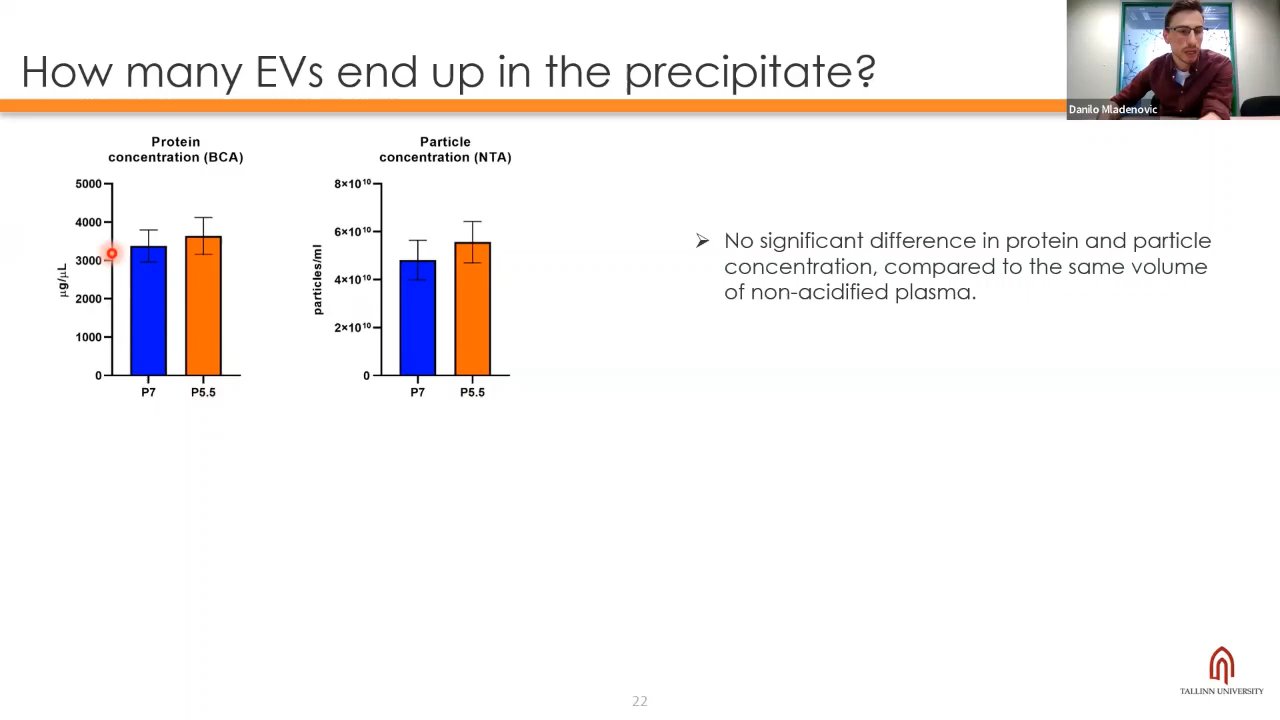 How many EVs end up in the precipitate?
Danilo Mladenovic
Protein
concentration (BCA)
5000
4000
3000
2000
1000
0
µg/µL
P7
P5.5
Particle
concentration (NTA)
8×10¹⁰
6×10¹⁰
4×10¹⁰
2×10¹⁰
0
particles/ml
P7
P5.5
➢ No significant difference in protein and particle
concentration, compared to the same volume
of non-acidified plasma.
22
TALLINN UNIVERSITY